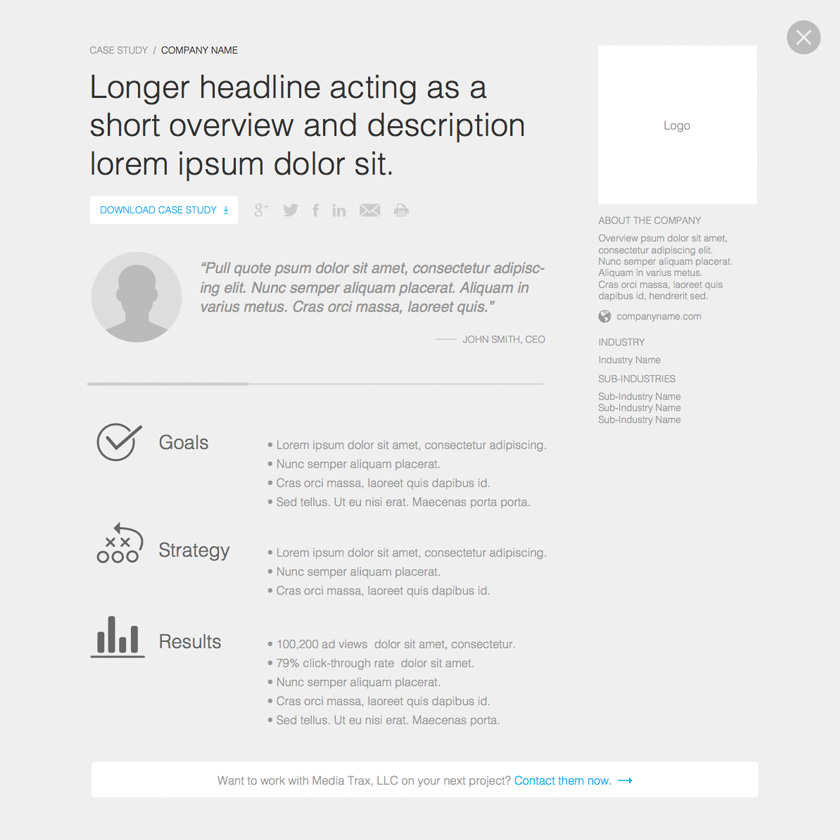 CASE STUDY / COMPANY NAME
Longer headline acting as a
short overview and description
lorem ipsum dolor sit.
DOWNLOAD CASE STUDY
g+ f in
“Pull quote psum dolor sit amet, consectetur adipisc-
ing elit. Nunc semper aliquam placerat. Aliquam in
varius metus. Cras orci massa, laoreet quis.”
JOHN SMITH, CEO
Goals
• Lorem ipsum dolor sit amet, consectetur adipiscing.
• Nunc semper aliquam placerat.
• Cras orci massa, laoreet quis dapibus id.
• Sed tellus. Ut eu nisi erat. Maecenas porta porta.
Strategy
• Lorem ipsum dolor sit amet, consectetur adipiscing.
• Nunc semper aliquam placerat.
• Cras orci massa, laoreet quis dapibus id.
Results
• 100,200 ad views dolor sit amet, consectetur.
• 79% click-through rate dolor sit amet.
• Nunc semper aliquam placerat.
• Cras orci massa, laoreet quis dapibus id.
• Sed tellus. Ut eu nisi erat. Maecenas porta.
Logo
ABOUT THE COMPANY
Overview psum dolor sit amet,
consectetur adipiscing elit.
Nunc semper aliquam placerat.
Aliquam in varius metus.
Cras orci massa, laoreet quis
dapibus id, hendrerit sed.
companyname.com
INDUSTRY
Industry Name
SUB-INDUSTRIES
Sub-Industry Name
Sub-Industry Name
Sub-Industry Name
Want to work with Media Trax, LLC on your next project? Contact them now. →